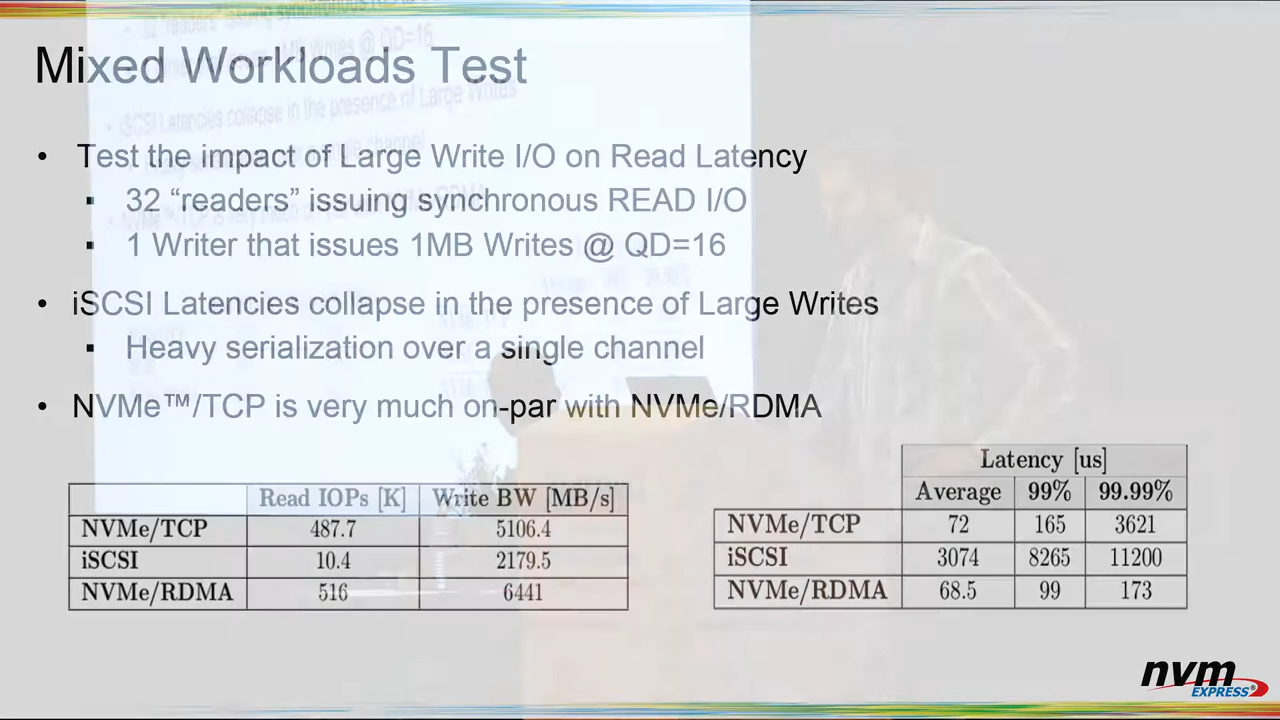 Mixed Workloads Test
• Test the impact of Large Write I/O on Read Latency
▪ 32 “readers” issuing synchronous READ I/O
▪ 1 Writer that issues 1MB Writes @ QD=16
• iSCSI Latencies collapse in the presence of Large Writes
▪ Heavy serialization over a single channel
• NVMe™/TCP is very much on-par with NVMe/RDMA
Read IOPs [K] Write BW [MB/s]
NVMe/TCP 487.7 5106.4
iSCSI 10.4 2179.5
NVMe/RDMA 516 6441
Latency [us]
Average 99% 99.99%
NVMe/TCP 72 165 3621
iSCSI 3074 8265 11200
NVMe/RDMA 68.5 99 173
nvm
EXPRESS®